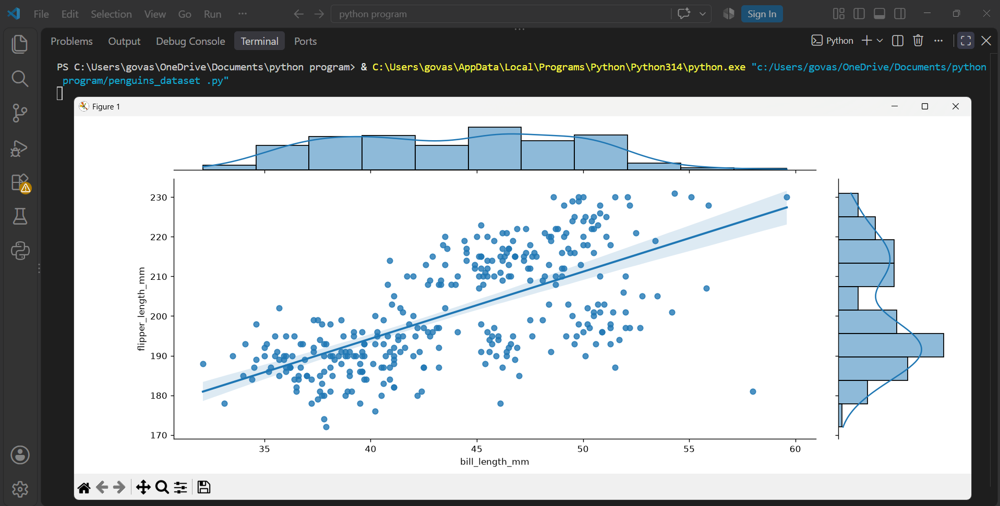 File Edit Selection View Go Run ··· python program Sign In
Problems Output Debug Console Terminal Ports Python
PS C:\Users\govas\OneDrive\Documents\python program> & C:\Users\govas\AppData\Local\Programs\Python\Python314\python.exe "c:/Users/govas/OneDrive/Documents/python
program/penguins_dataset .py"
Figure 1
230
220
210
200
190
180
170
flipper_length_mm
35 40 45 50 55 60
bill_length_mm